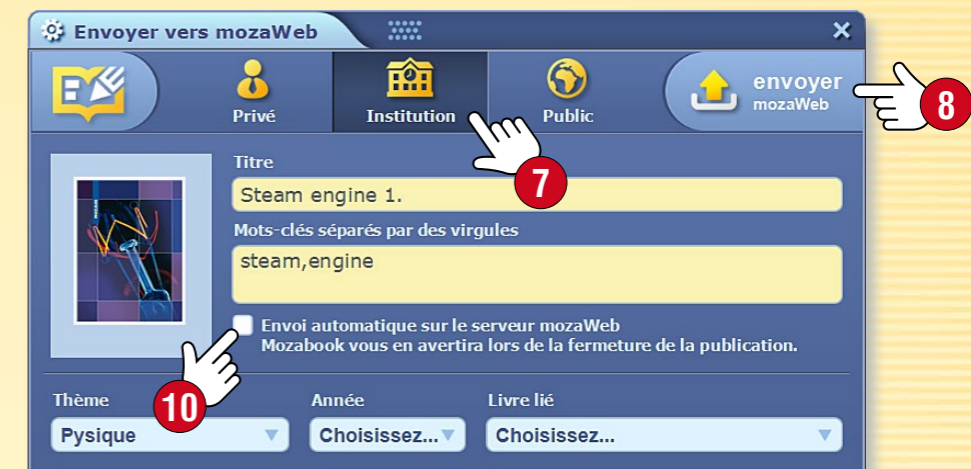 Envoyer vers mozaWeb
Privé
Institution
Public
envoyer
mozaWeb
8
7
Titre
Steam engine 1.
Mots-clés séparés par des virgules
steam,engine
Envoi automatique sur le serveur mozaWeb
Mozabook vous en avertira lors de la fermeture de la publication.
10
Thème
Année
Livre lié
Pysique
Choisissez...
Choisissez...